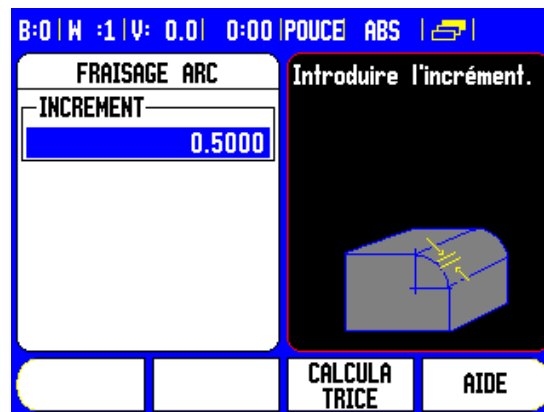 B:0 | W :1 | V: 0.0 | 0:00 | POUCE ABS
FRAISAGE ARC
INCREMENT
0.5000
Introduire l'incrément.
CALCULA
TRICE
AIDE